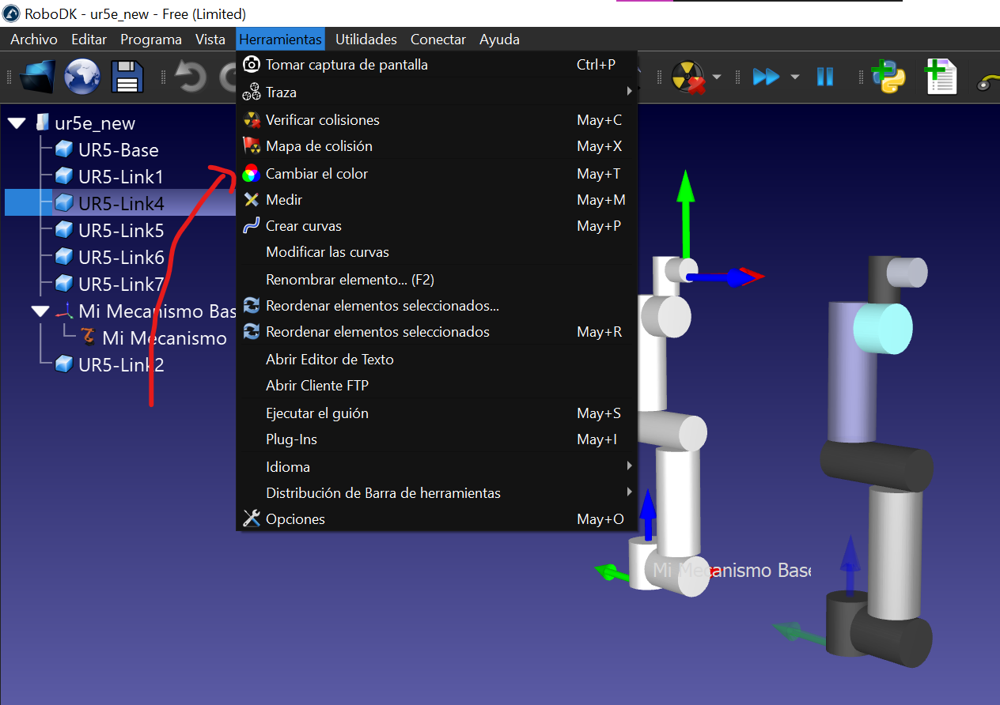 RoboDK - ur5e_new - Free (Limited)
Archivo Editar Programa Vista Herramientas Utilidades Conectar Ayuda
Tomar captura de pantalla Ctrl+P
Traza
Verificar colisiones May+C
Mapa de colisión May+X
Cambiar el color May+T
Medir May+M
Crear curvas May+P
Modificar las curvas
Renombrar elemento... (F2)
Reordenar elementos seleccionados...
Reordenar elementos seleccionados May+R
Abrir Editor de Texto
Abrir Cliente FTP
Ejecutar el guión May+S
Plug-Ins May+I
Idioma
Distribución de Barra de herramientas
Opciones May+O
ur5e_new
UR5-Base
UR5-Link1
UR5-Link4
UR5-Link5
UR5-Link6
UR5-Link7
Mi Mecanismo Bas
Mi Mecanismo
UR5-Link2
Mi Mecanismo Base